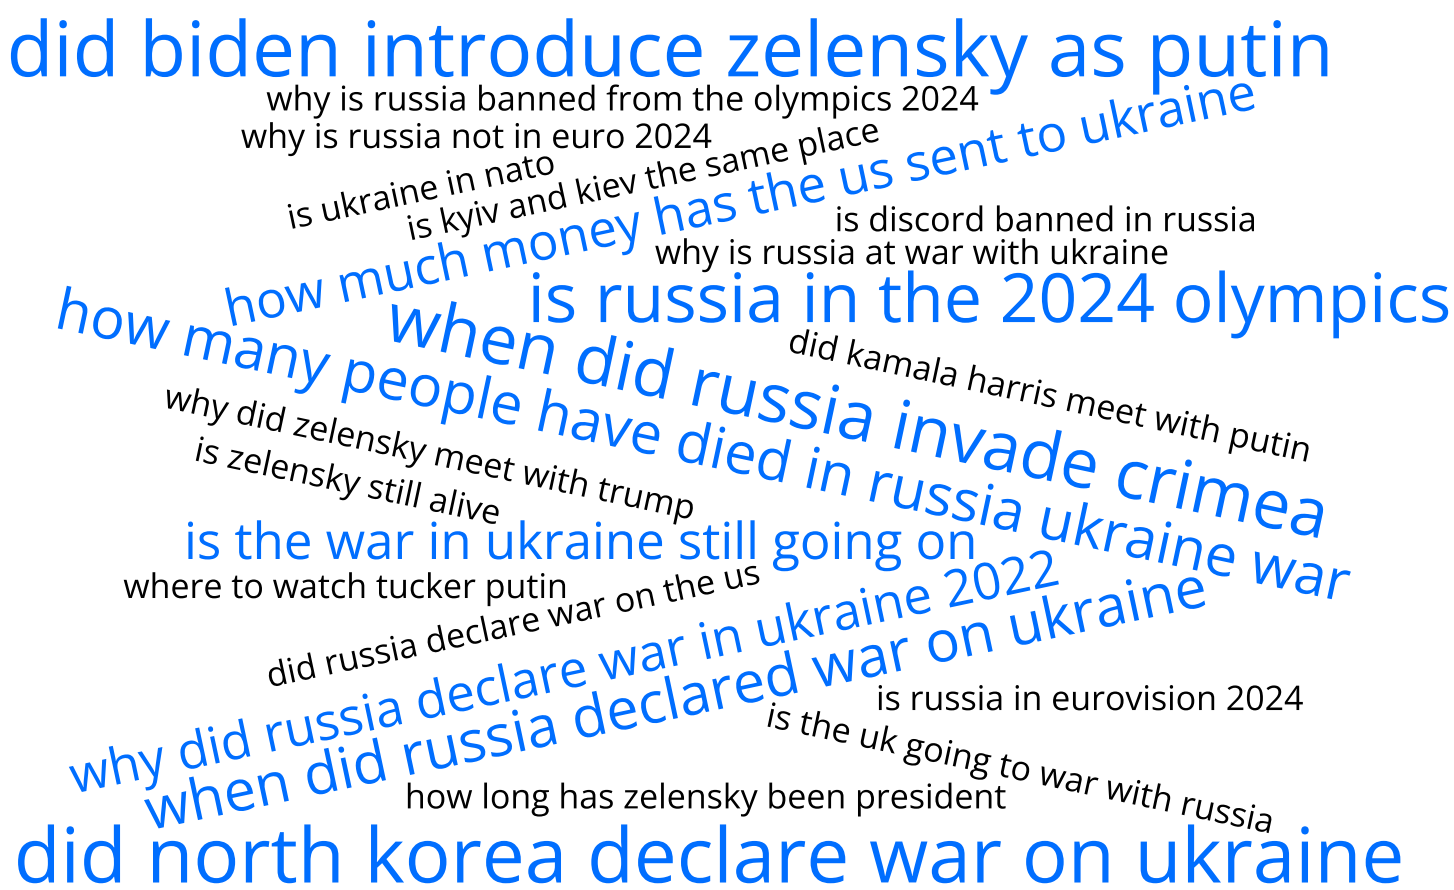 did biden introduce zelensky as putin
why is russia banned from the olympics 2024
why is russia not in euro 2024
is ukraine in nato
is kyiv and kiev the same place
how much money has the us sent to ukraine
is discord banned in russia
why is russia at war with ukraine
is russia in the 2024 olympics
when did russia invade crimea
how many people have died in russia ukraine war
did kamala harris meet with putin
why did zelensky meet with trump
is zelensky still alive
is the war in ukraine still going on
where to watch tucker putin
did russia declare war on the us
why did russia declare war in ukraine 2022
when did russia declared war on ukraine
is russia in eurovision 2024
is the uk going to war with russia
how long has zelensky been president
did north korea declare war on ukraine